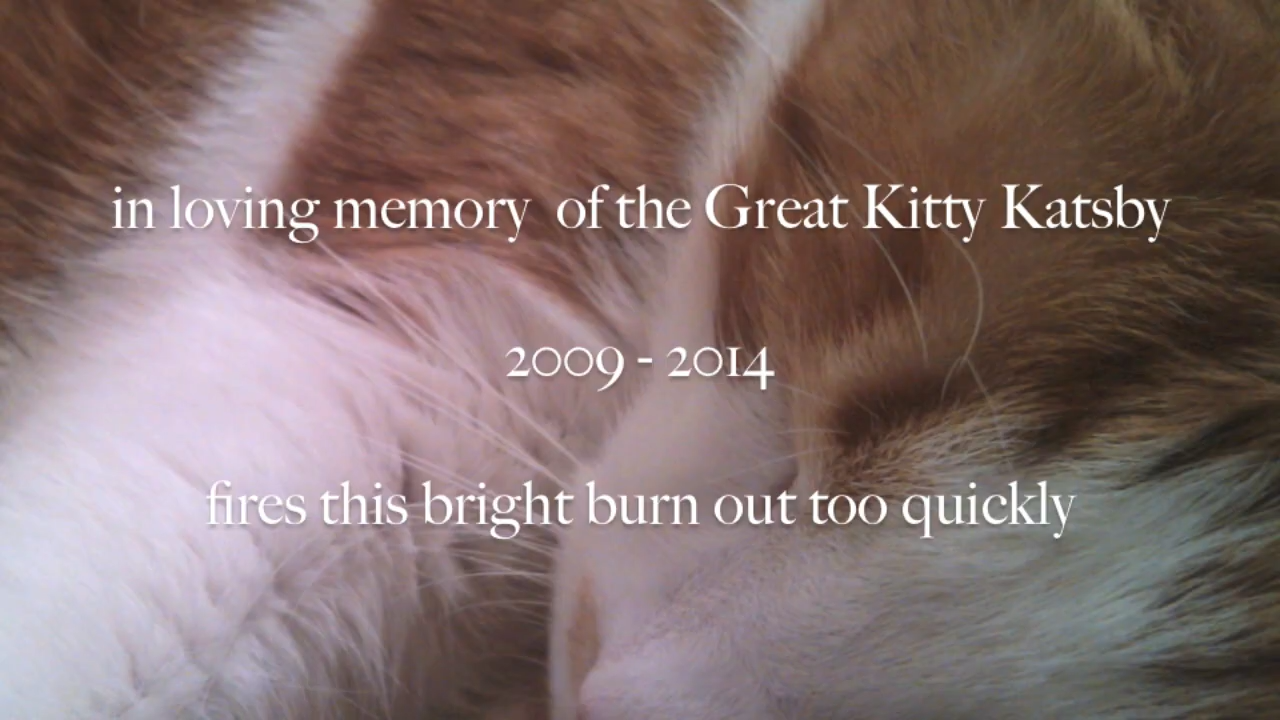 in loving memory of the Great Kitty Katsby
2009 - 2014
fires this bright burn out too quickly